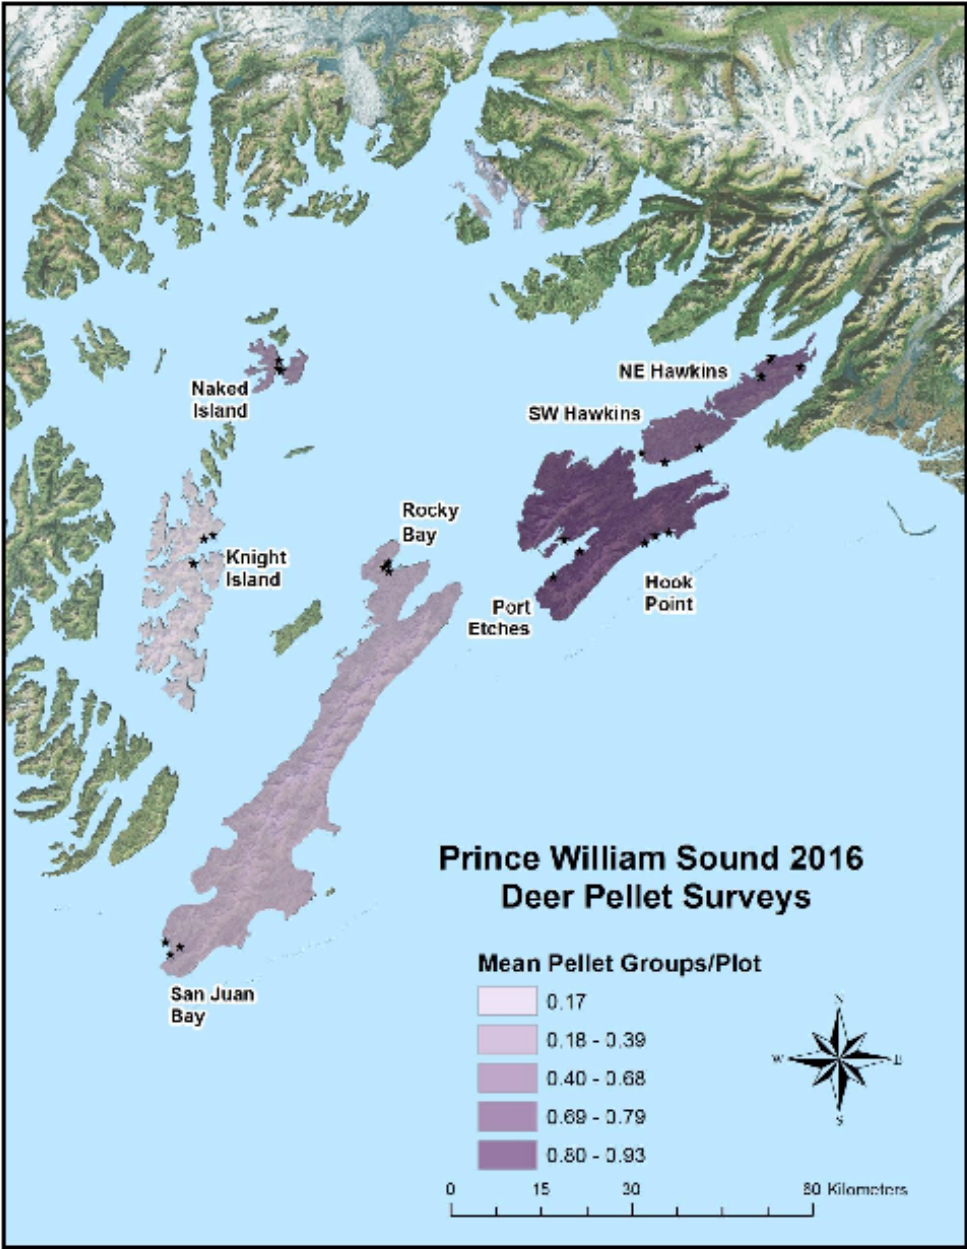 NE Hawkins
Naked
Island
SW Hawkins
Rocky
Bay
Knight
Island
Hook
Point
Port
Etches
Prince William Sound 2016
Deer Pellet Surveys
Mean Pellet Groups/Plot
San Juan
Bay
0.17
0.18 - 0.39
0.40 - 0.68
0.69 - 0.79
0.80 - 0.93
N
W
E
S
0
15
30
60 Kilometers